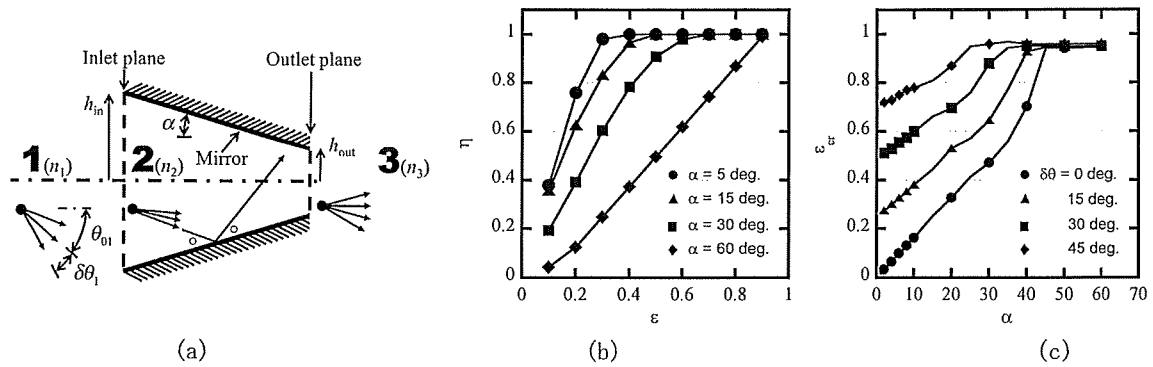 Inlet plane
Outlet plane
h_in
α
Mirror
h_out
1(n₁)
2(n₂)
3(n₃)
θ₀₁
δθ₁
(a)
1
0.8
0.6
0.4
0.2
0
η
α = 5 deg.
α = 15 deg.
α = 30 deg.
α = 60 deg.
0 0.2 0.4 0.6 0.8 1
ε
(b)
1
0.8
0.6
0.4
0.2
0
ε_cr
δθ = 0 deg.
15 deg.
30 deg.
45 deg.
0 10 20 30 40 50 60 70
α
(c)